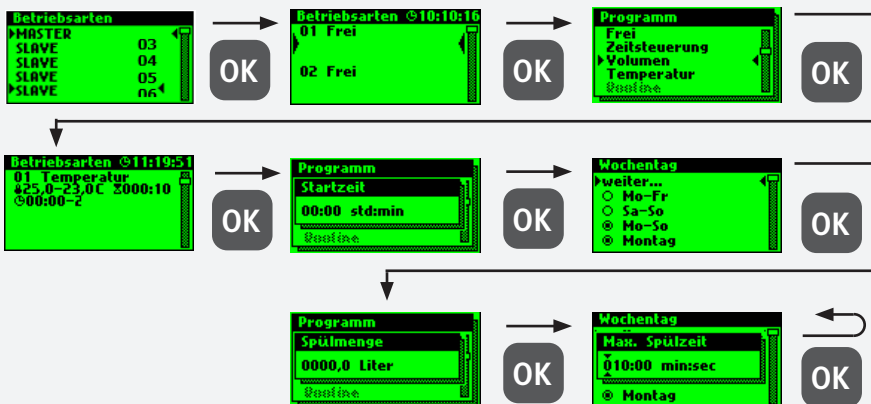 Betriebsarten
MASTER
SLAVE 03
SLAVE 04
SLAVE 05
SLAVE 06
OK
Betriebsarten 10:10:16
01 Frei
02 Frei
OK
Programm
Frei
Zeitsteuerung
Volumen
Temperatur
Routine
OK
Betriebsarten 11:19:51
01 Temperatur
25,0-23,0C 000:10
00:00-2
OK
Programm
Startzeit
00:00 std:min
Routine
OK
Wochentag
weiter...
Mo-Fr
Sa-So
Mo-So
Montag
OK
Programm
Spülmenge
0000,0 Liter
Routine
OK
Wochentag
Max. Spülzeit
010:00 min:sec
Montag
OK